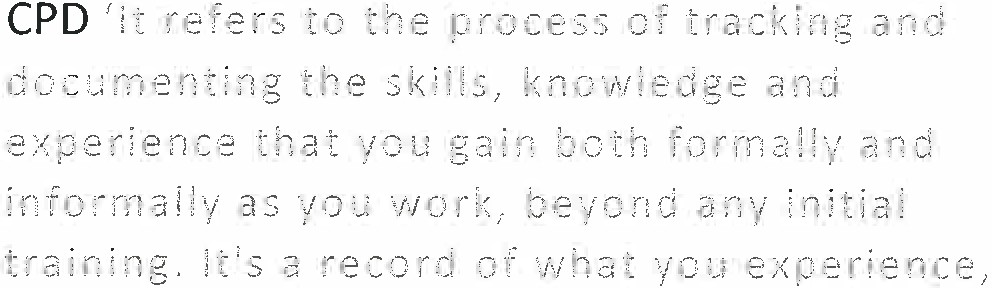 CPD ‘It refers to the process of tracking and
documenting the skills, knowledge and
experience that you gain both formally and
informally as you work, beyond any initial
training. It's a record of what you experience,